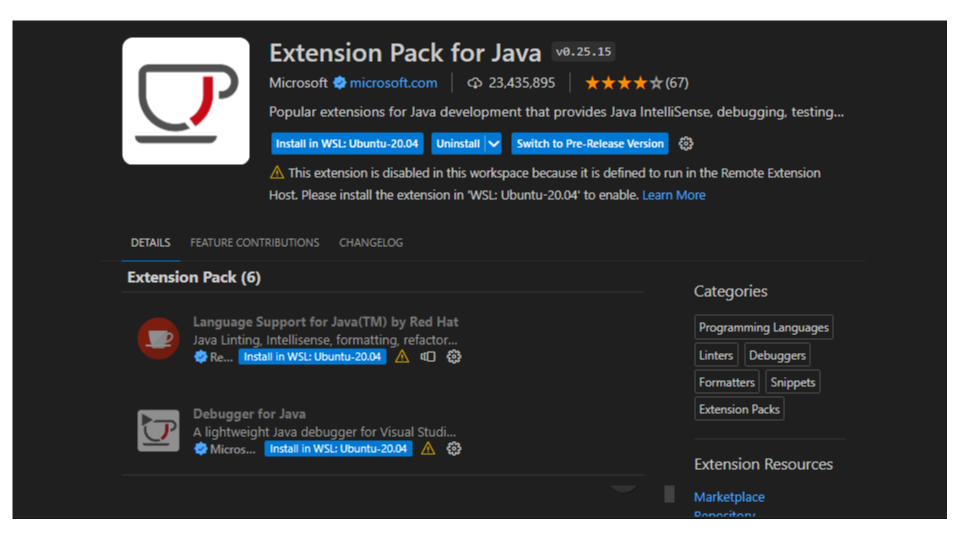 Extension Pack for Java v0.25.15
Microsoft microsoft.com 23,435,895 (67)
Popular extensions for Java development that provides Java IntelliSense, debugging, testing...
Install in WSL: Ubuntu-20.04 Uninstall Switch to Pre-Release Version
This extension is disabled in this workspace because it is defined to run in the Remote Extension
Host. Please install the extension in 'WSL: Ubuntu-20.04' to enable. Learn More
DETAILS FEATURE CONTRIBUTIONS CHANGELOG
Extension Pack (6)
Language Support for Java(TM) by Red Hat
Java Linting, Intellisense, formatting, refactor...
Re... Install in WSL: Ubuntu-20.04
Debugger for Java
A lightweight Java debugger for Visual Studi...
Micros... Install in WSL: Ubuntu-20.04
Categories
Programming Languages
Linters Debuggers
Formatters Snippets
Extension Packs
Extension Resources
Marketplace
Repository